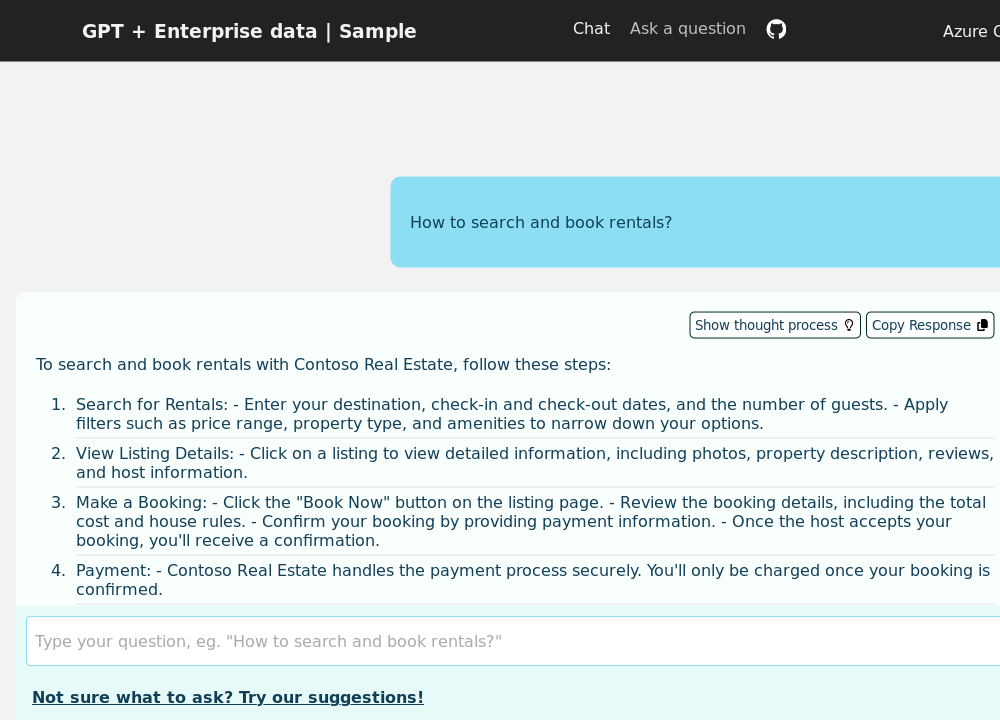 GPT + Enterprise data | Sample
Chat
Ask a question
Azure
How to search and book rentals?
Show thought process
Copy Response
To search and book rentals with Contoso Real Estate, follow these steps:
1. Search for Rentals: - Enter your destination, check-in and check-out dates, and the number of guests. - Apply
filters such as price range, property type, and amenities to narrow down your options.
2. View Listing Details: - Click on a listing to view detailed information, including photos, property description, reviews,
and host information.
3. Make a Booking: - Click the "Book Now" button on the listing page. - Review the booking details, including the total
cost and house rules. - Confirm your booking by providing payment information. - Once the host accepts your
booking, you'll receive a confirmation.
4. Payment: - Contoso Real Estate handles the payment process securely. You'll only be charged once your booking is
confirmed.
Type your question, eg. "How to search and book rentals?"
Not sure what to ask? Try our suggestions!